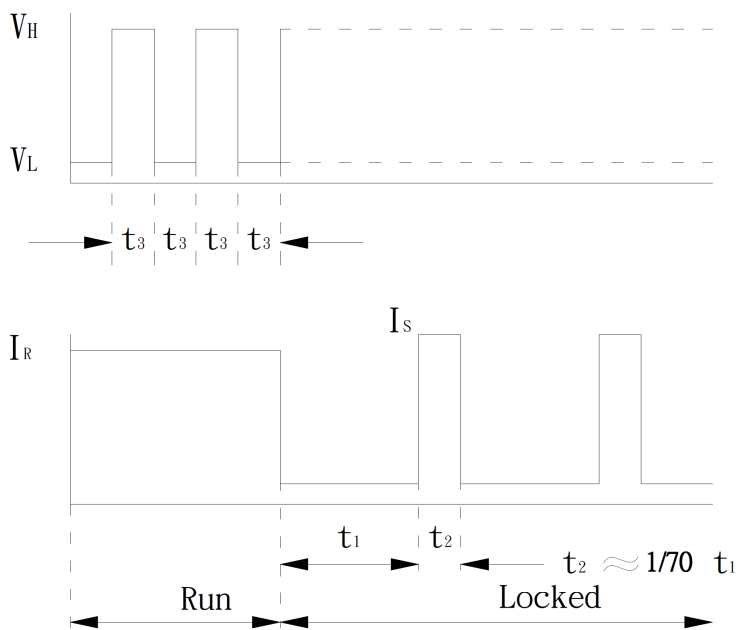 VH
VL
t3 t3 t3 t3
IS
IR
t1 t2 t2 ≈ 1/70 t1
Run Locked